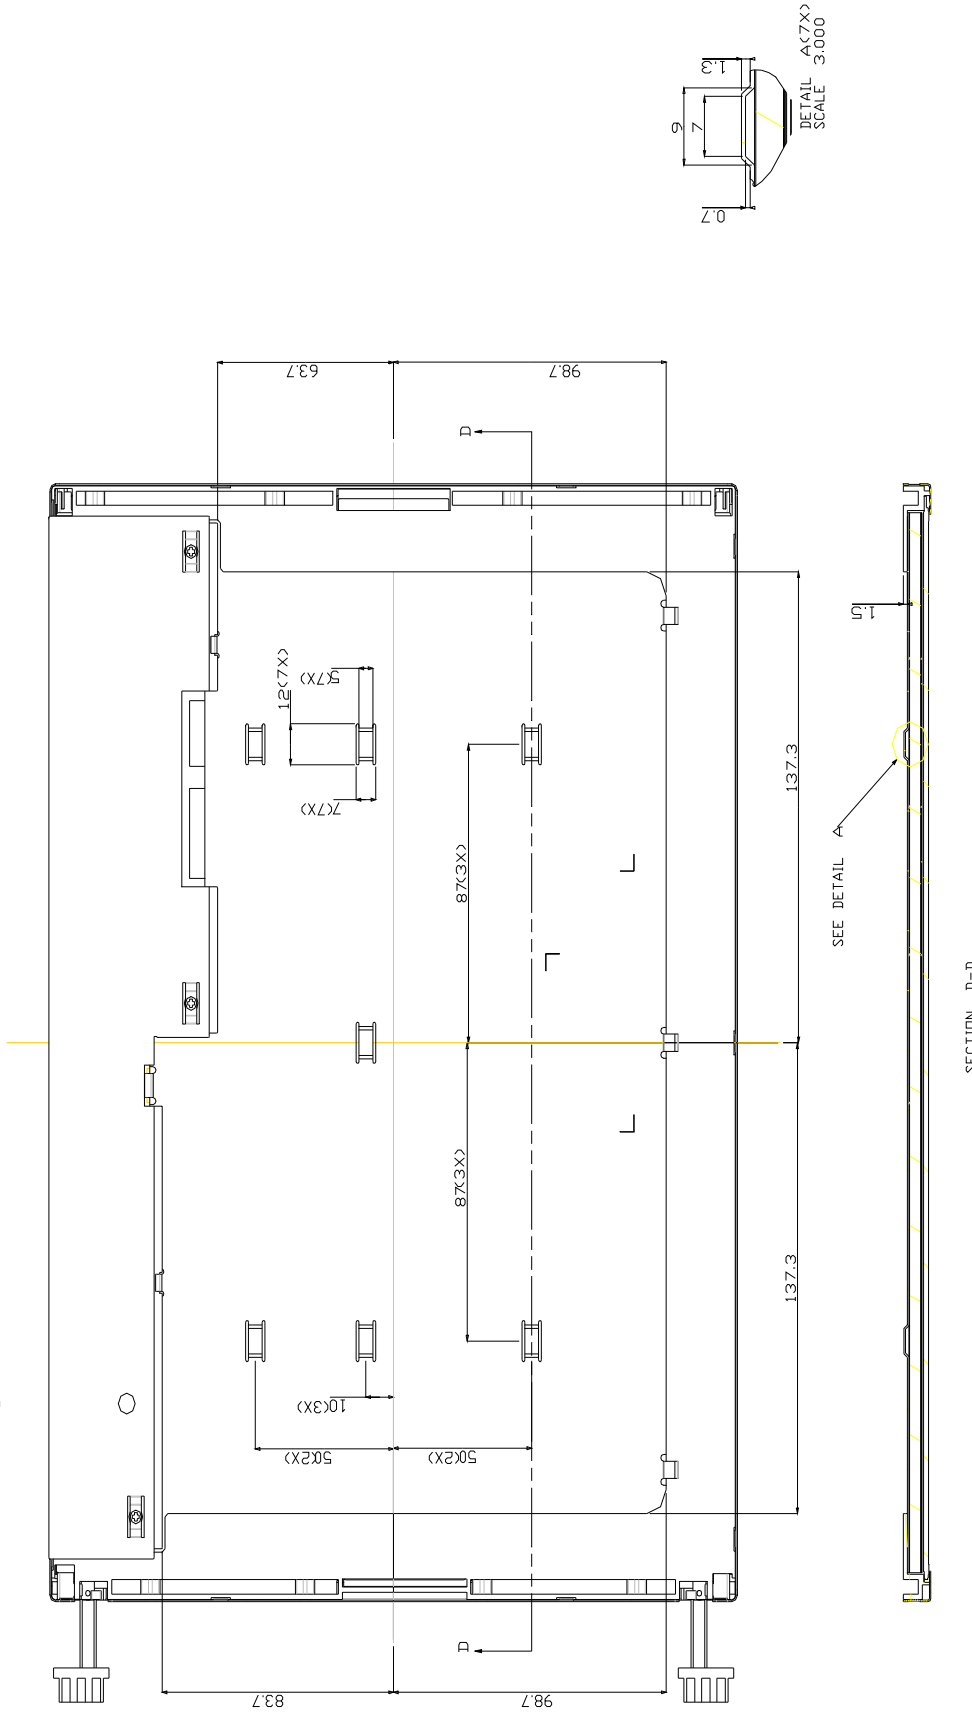 DETAIL A(7X)
SCALE 3.000
1.3
9
7
0.7
63.7
98.7
D
1.5
12(7X)
5(7X)
7(7X)
87(3X)
137.3
SEE DETAIL A
SECTION D-D
87(3X)
137.3
10(3X)
50(2X)
50(2X)
D
83.7
98.7